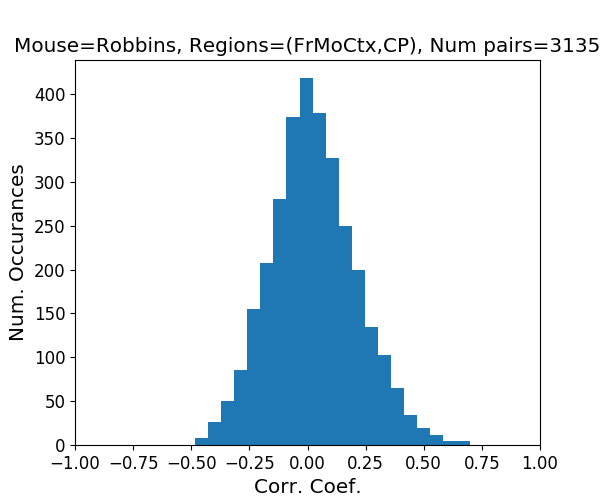 Mouse=Robbins, Regions=(FrMoCtx,CP), Num pairs=3135
Num. Occurances
400
350
300
250
200
150
100
50
0
−1.00 −0.75 −0.50 −0.25 0.00 0.25 0.50 0.75 1.00
Corr. Coef.